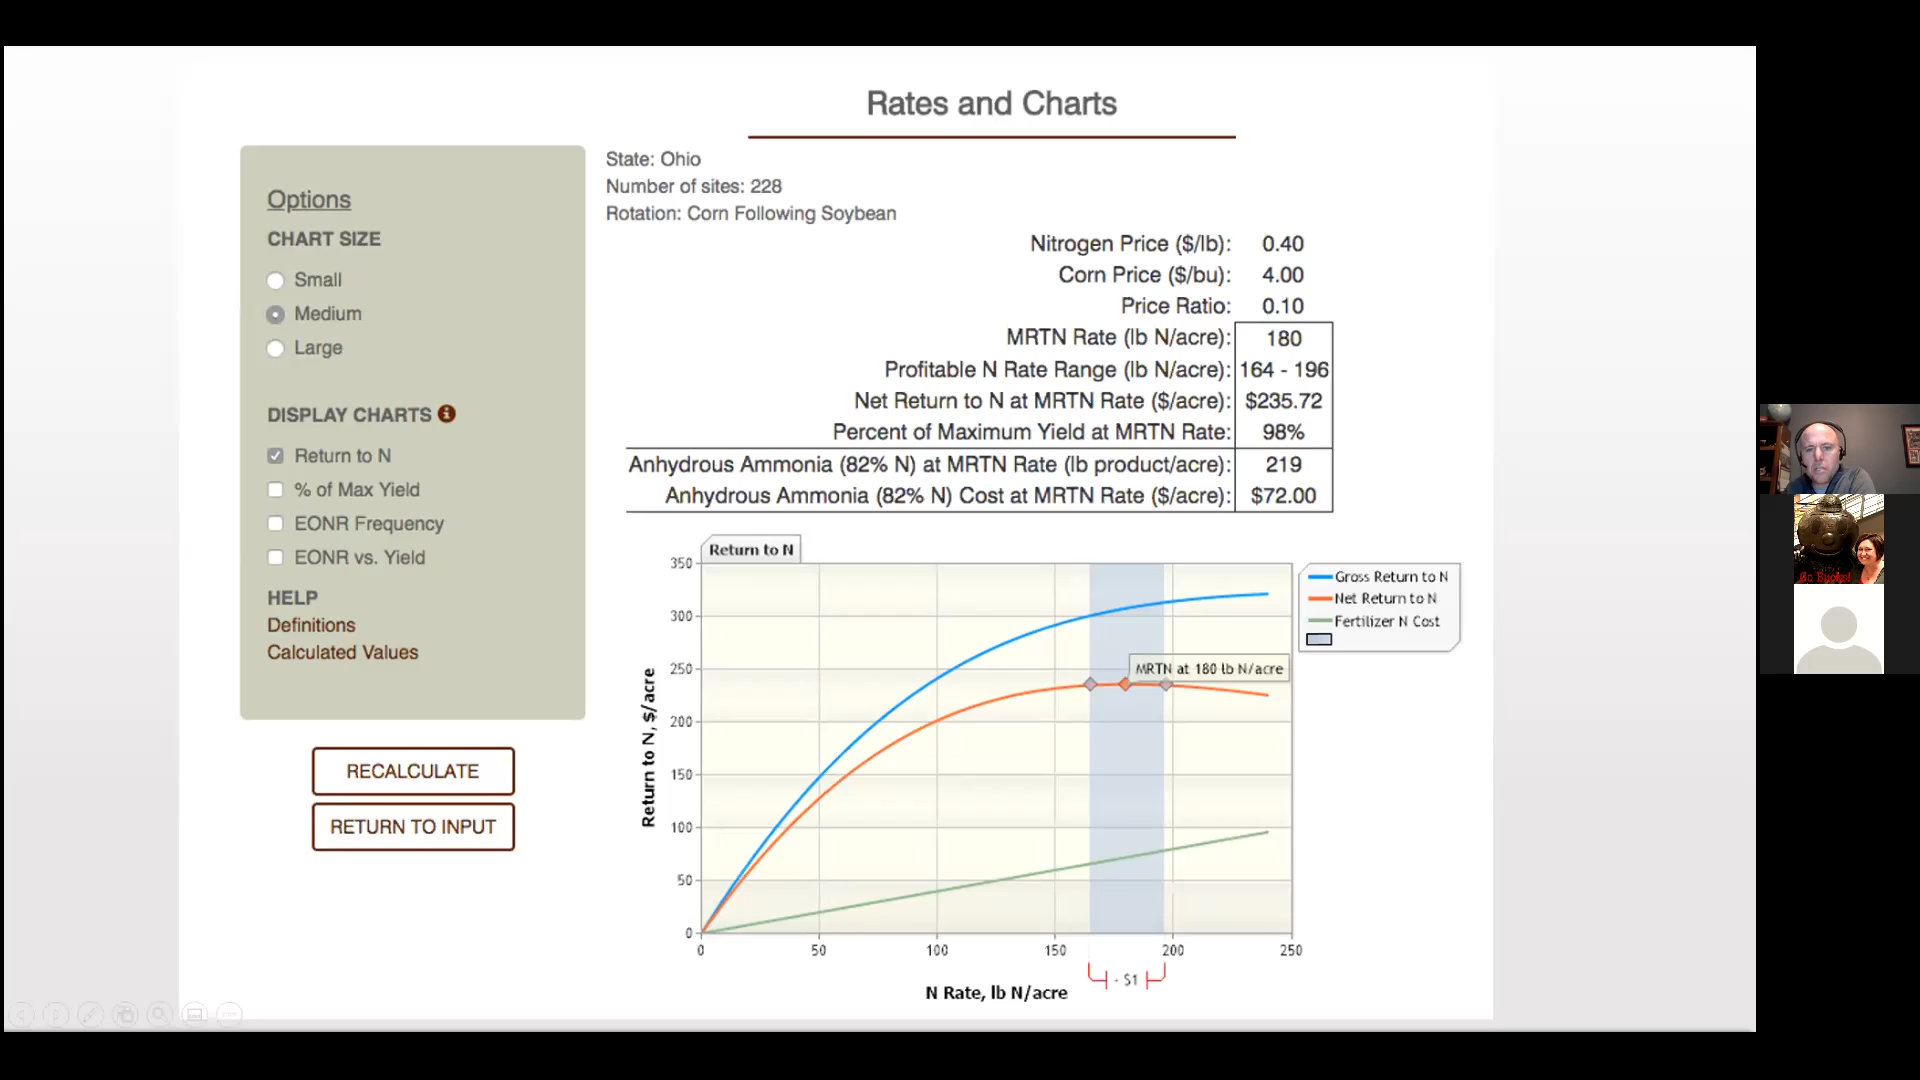 Rates and Charts
State: Ohio
Number of sites: 228
Rotation: Corn Following Soybean
Options
CHART SIZE
Small
Medium
Large
DISPLAY CHARTS
Return to N
% of Max Yield
EONR Frequency
EONR vs. Yield
HELP
Definitions
Calculated Values
RECALCULATE
RETURN TO INPUT
Nitrogen Price ($/lb): 0.40
Corn Price ($/bu): 4.00
Price Ratio: 0.10
MRTN Rate (lb N/acre): 180
Profitable N Rate Range (lb N/acre): 164 - 196
Net Return to N at MRTN Rate ($/acre): $235.72
Percent of Maximum Yield at MRTN Rate: 98%
Anhydrous Ammonia (82% N) at MRTN Rate (lb product/acre): 219
Anhydrous Ammonia (82% N) Cost at MRTN Rate ($/acre): $72.00
Return to N
350
300
250
200
150
100
50
0
Return to N, $/acre
0 50 100 150 200 250
- $1
N Rate, lb N/acre
MRTN at 180 lb N/acre
Gross Return to N
Net Return to N
Fertilizer N Cost
Go Bucks!